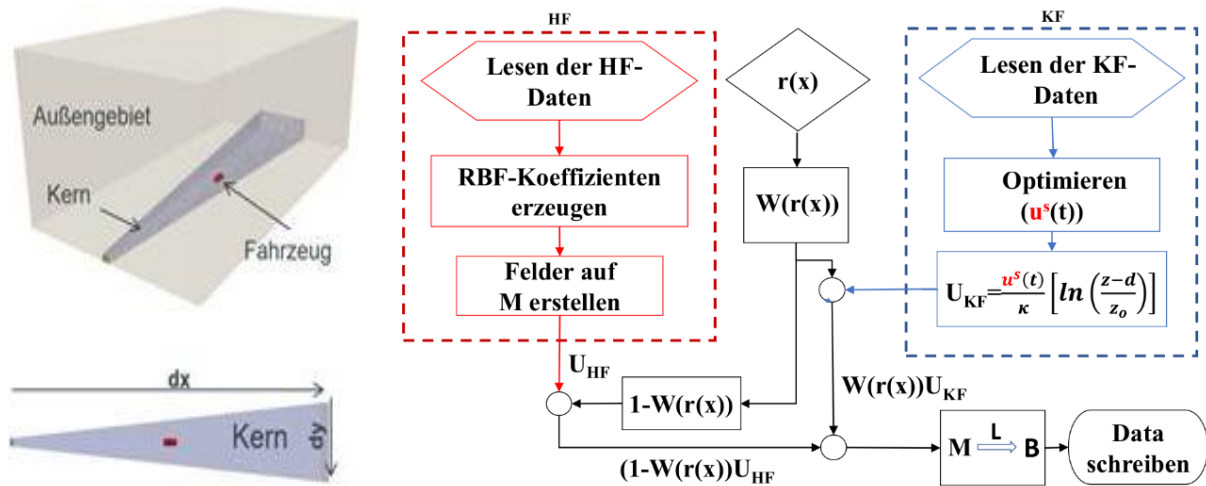 Außengebiet
Kern
Fahrzeug
dx
Kern
dy
HF
Lesen der HF-
Daten
RBF-Koeffizienten
erzeugen
Felder auf
M erstellen
U_HF
r(x)
W(r(x))
1-W(r(x))
KF
Lesen der KF-
Daten
Optimieren
(u^s(t))
U_KF=u^s(t)/κ [ln((z-d)/z_o)]
W(r(x))U_KF
(1-W(r(x))U_HF
M L B
Data
schreiben